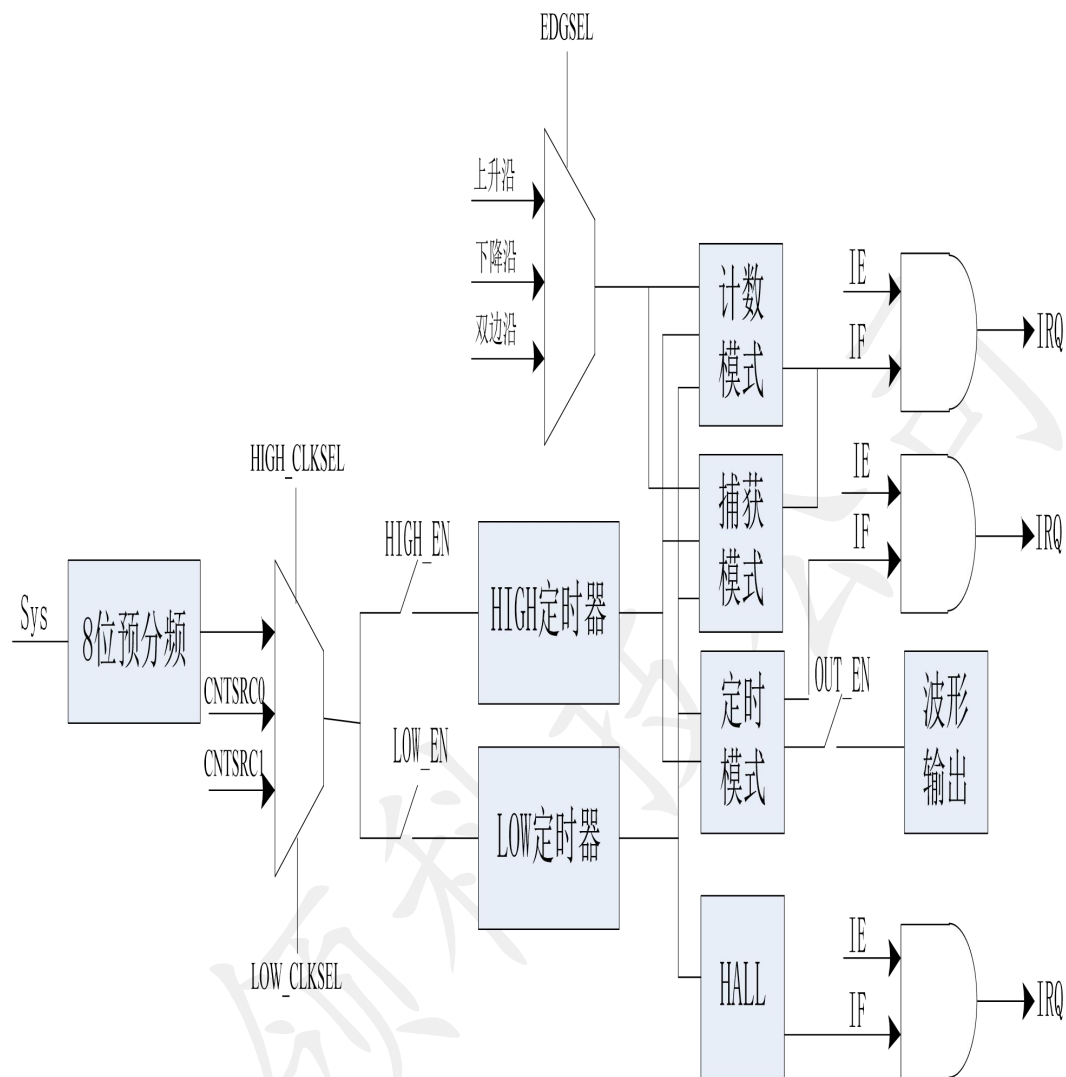 EDGSEL
上升沿
下降沿
双边沿
计数
模式
IE
IF
IRQ
HIGH_CLKSEL
捕获
模式
IE
IF
IRQ
HIGH_EN
Sys
8位预分频
HIGH定时器
CNTSRC0
CNTSRC1
LOW_EN
定时
模式
OUT_EN
波形
输出
LOW定时器
LOW_CLKSEL
HALL
IE
IF
IRQ